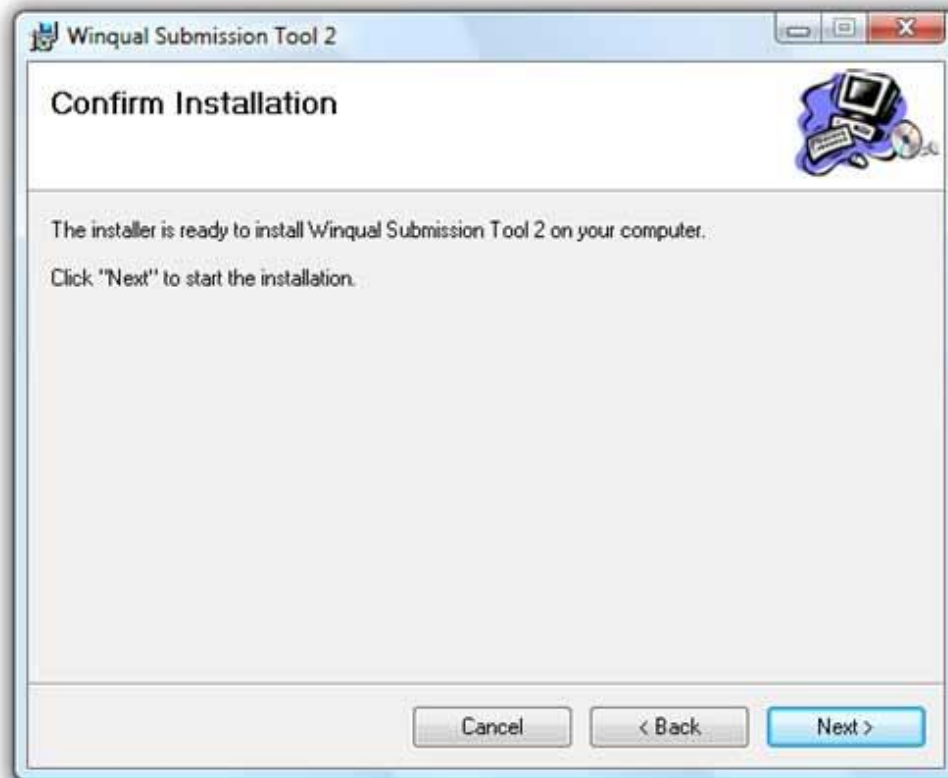 Winqual Submission Tool 2
Confirm Installation
The installer is ready to install Winqual Submission Tool 2 on your computer.
Click "Next" to start the installation.
Cancel
< Back
Next >